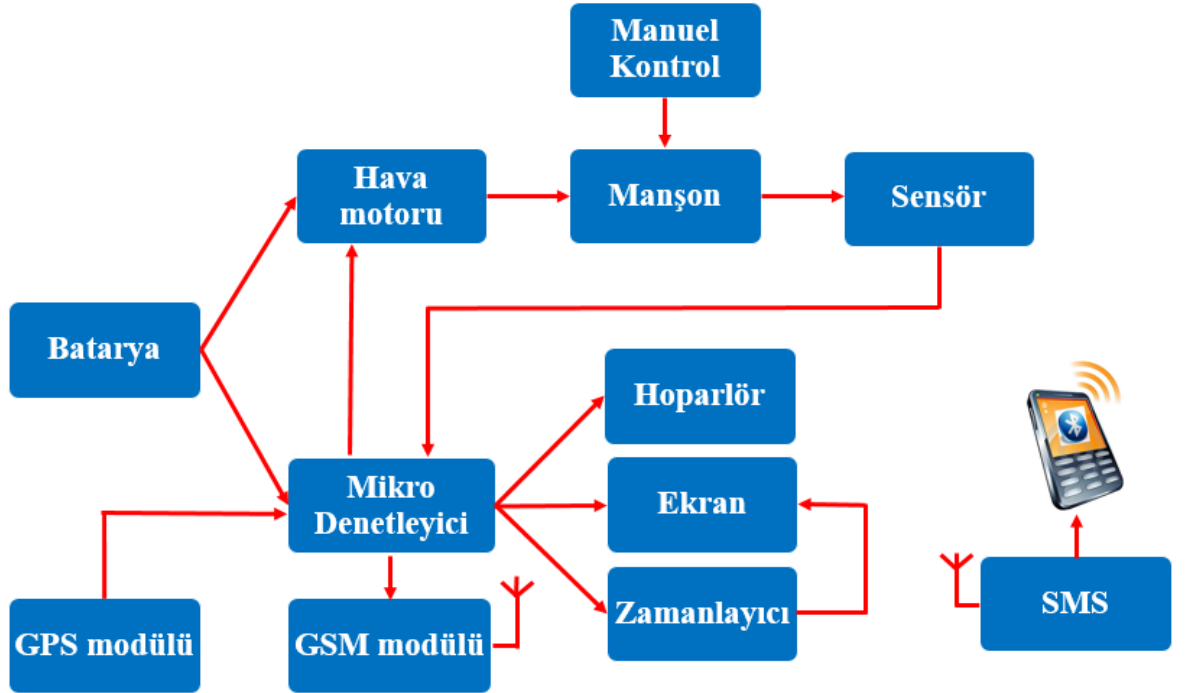 Manuel
Kontrol
Hava
motoru
Manşon
Sensör
Batarya
Hoparlör
Mikro
Denetleyici
Ekran
Zamanlayıcı
SMS
GPS modülü
GSM modülü